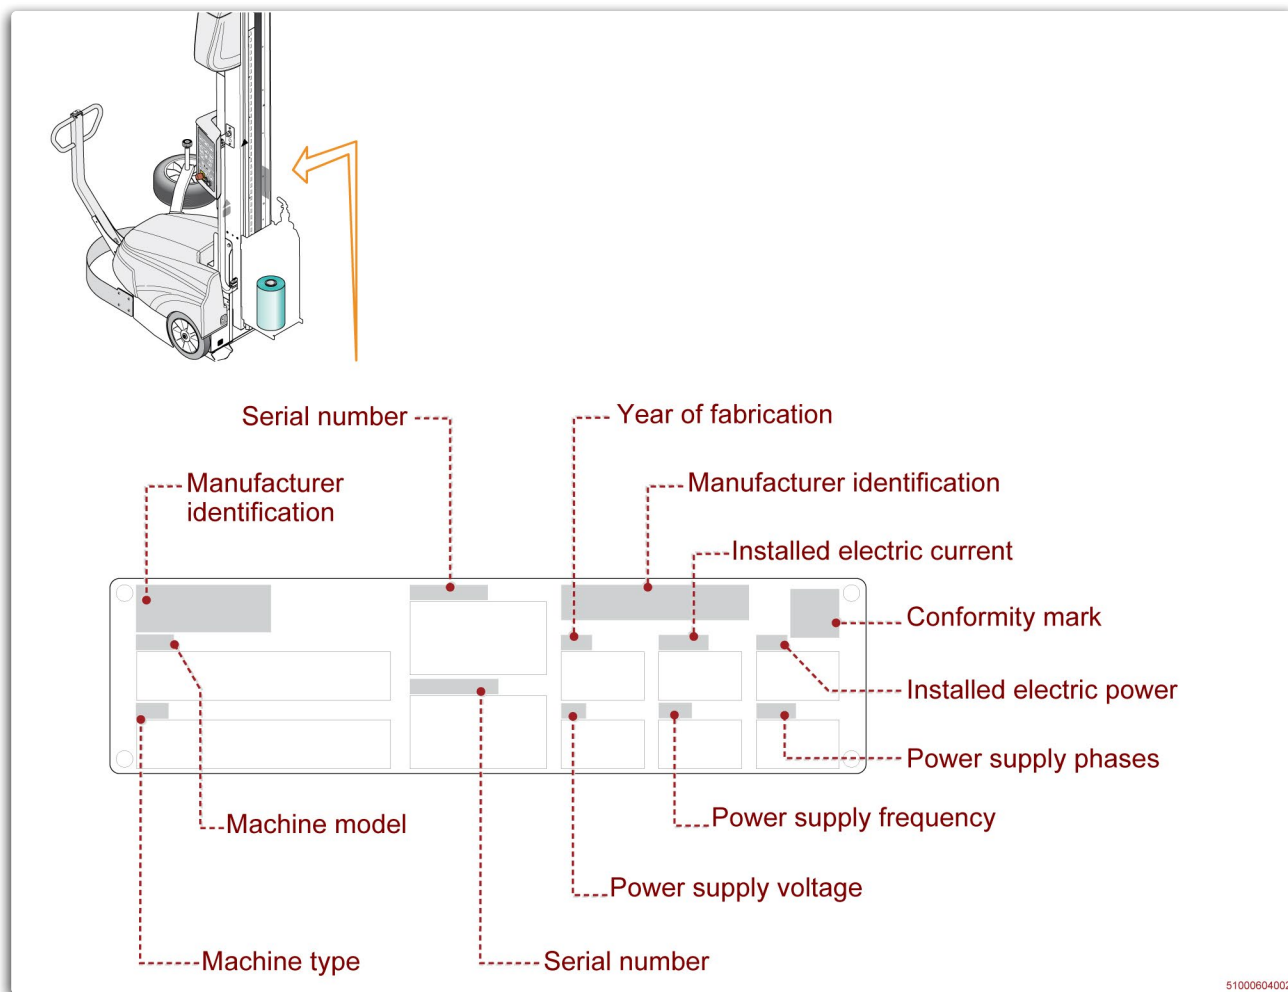 Serial number
Year of fabrication
Manufacturer
identification
Manufacturer identification
Installed electric current
Conformity mark
Installed electric power
Power supply phases
Machine model
Power supply frequency
Power supply voltage
Machine type
Serial number
51000604002